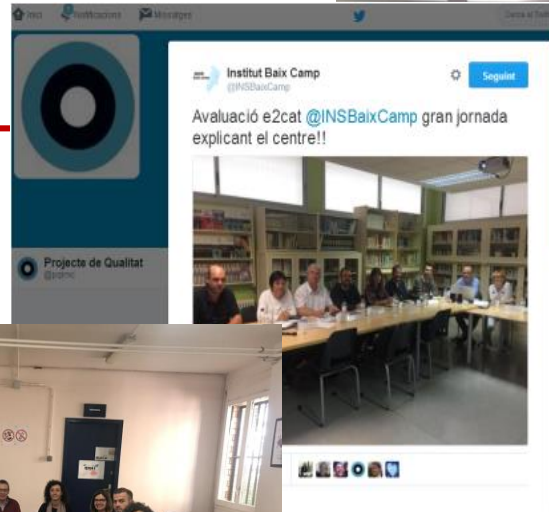 Inici Notificacions Missatges
Institut Baix Camp
@INSBaixCamp
Seguint
Avaluació e2cat @INSBaixCamp gran jornada
explicant el centre!!
Projecte de Qualitat